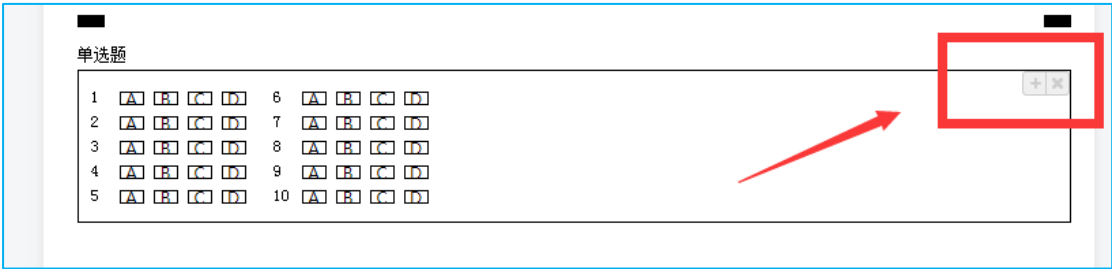 单选题
1 A B C D 6 A B C D
2 A B C D 7 A B C D
3 A B C D 8 A B C D
4 A B C D 9 A B C D
5 A B C D 10 A B C D